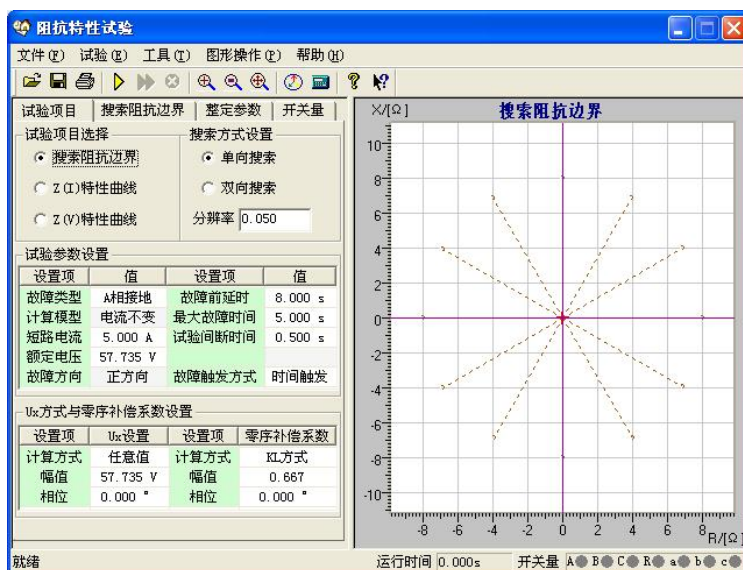 阻抗特性试验
文件(F) 试验(E) 工具(T) 图形操作(P) 帮助(H)
试验项目 搜索阻抗边界 整定参数 开关量
试验项目选择
搜索阻抗边界
Z(I)特性曲线
Z(V)特性曲线
搜索方式设置
单向搜索
双向搜索
分辨率 0.050
试验参数设置
设置项 值 设置项 值
故障类型 A相接地 故障前延时 8.000 s
计算模型 电流不变 最大故障时间 5.000 s
短路电流 5.000 A 试验间断时间 0.500 s
额定电压 57.735 V
故障方向 正方向 故障触发方式 时间触发
Ux方式与零序补偿系数设置
设置项 Ux设置 设置项 零序补偿系数
计算方式 任意值 计算方式 KL方式
幅值 57.735 V 幅值 0.667
相位 0.000 ° 相位 0.000 °
X/[Ω] 搜索阻抗边界
10
8
6
4
2
0
-2
-4
-6
-8
-10
-8 -6 -4 -2 0 2 4 6 8
R/[Ω]
就绪 运行时间 0.000s 开关量 A B C R a b c